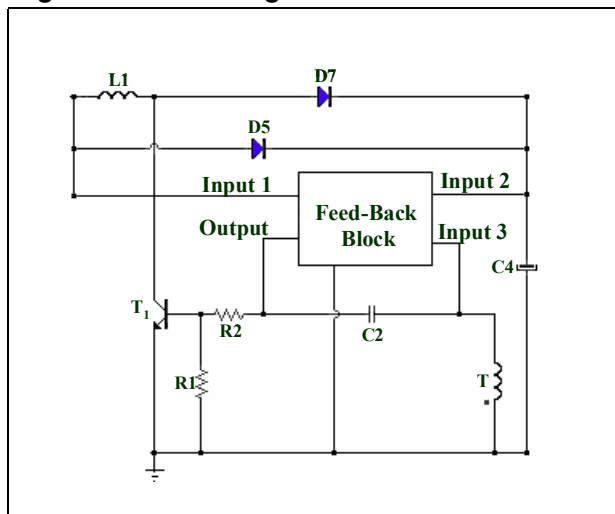 L1
D7
D5
Input 1
Input 2
Output
Feed-Back
Block
Input 3
C4
T1
R2
C2
R1
T